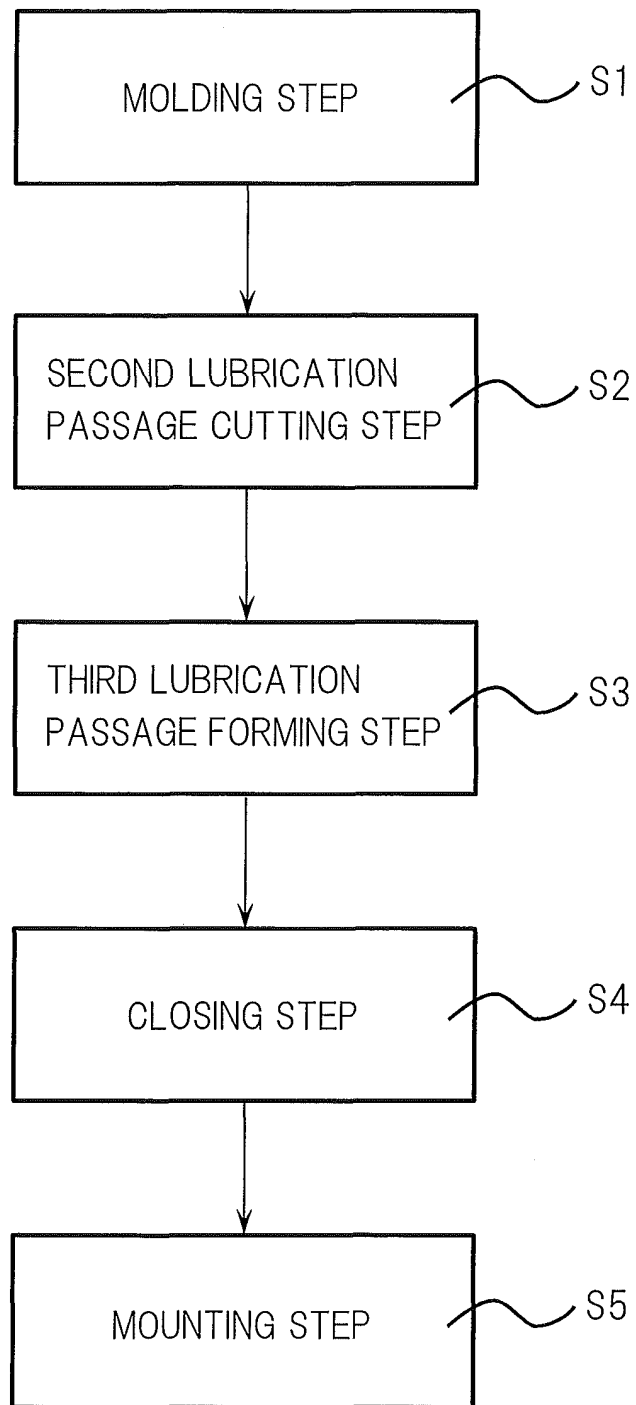 MOLDING STEP
S1
SECOND LUBRICATION
PASSAGE CUTTING STEP
S2
THIRD LUBRICATION
PASSAGE FORMING STEP
S3
CLOSING STEP
S4
MOUNTING STEP
S5